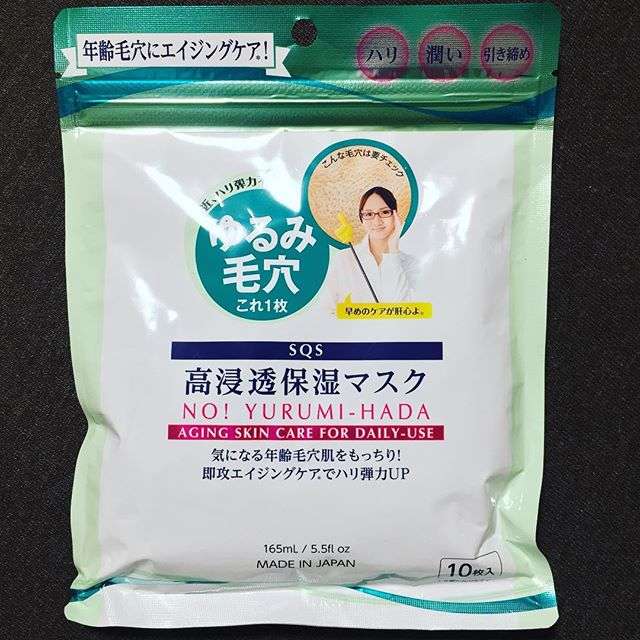 年齢毛穴にエイジングケア*!
ハリ
潤い
引き締め
こんな毛穴は要チェック
近、ハリ弾力
ゆるみ
毛穴
これ1枚
早めのケアが肝心よ。
SQS
高浸透保湿マスク
NO! YURUMI-HADA
AGING SKIN CARE FOR DAILY-USE
気になる年齢毛穴肌をもっちり!
即攻エイジングケア*でハリ弾力UP
165mL / 5.5fl oz
MADE IN JAPAN
10枚入